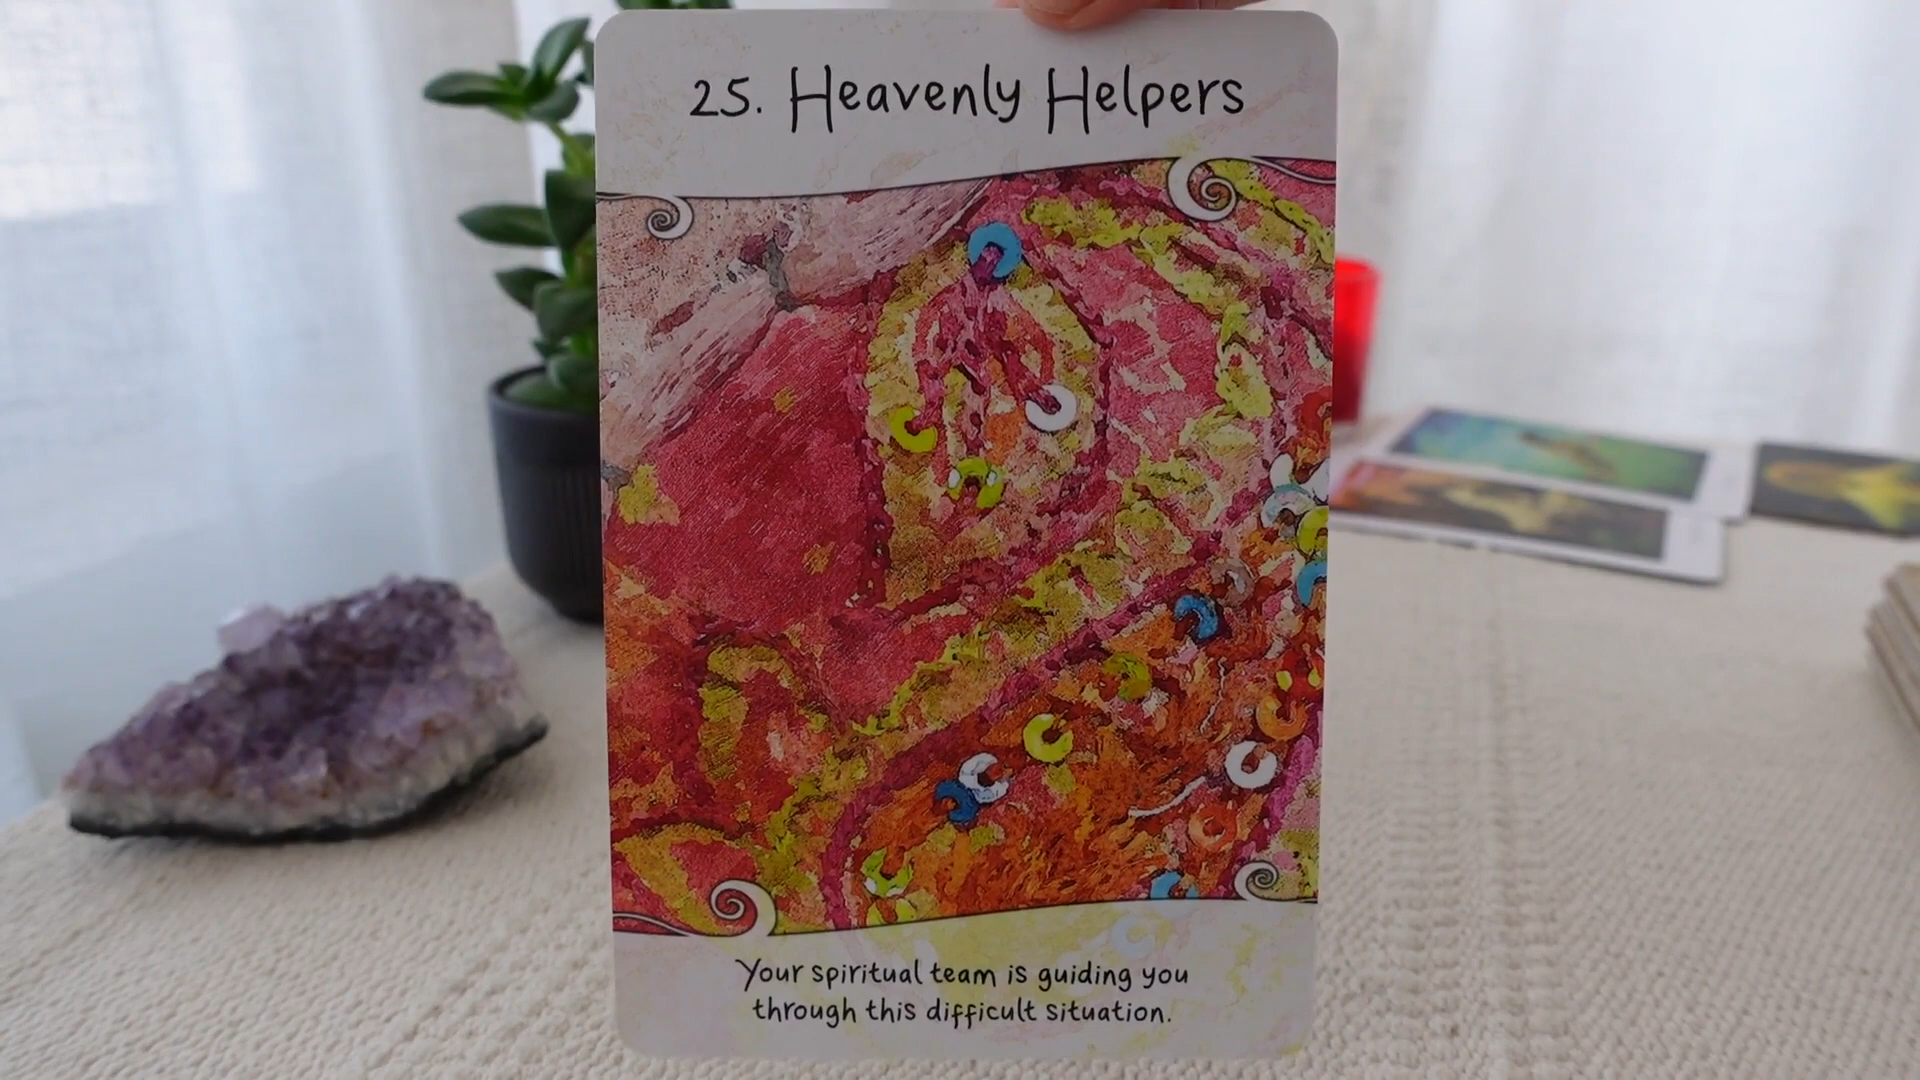 25. Heavenly Helpers
Your spiritual team is guiding you
through this difficult situation.